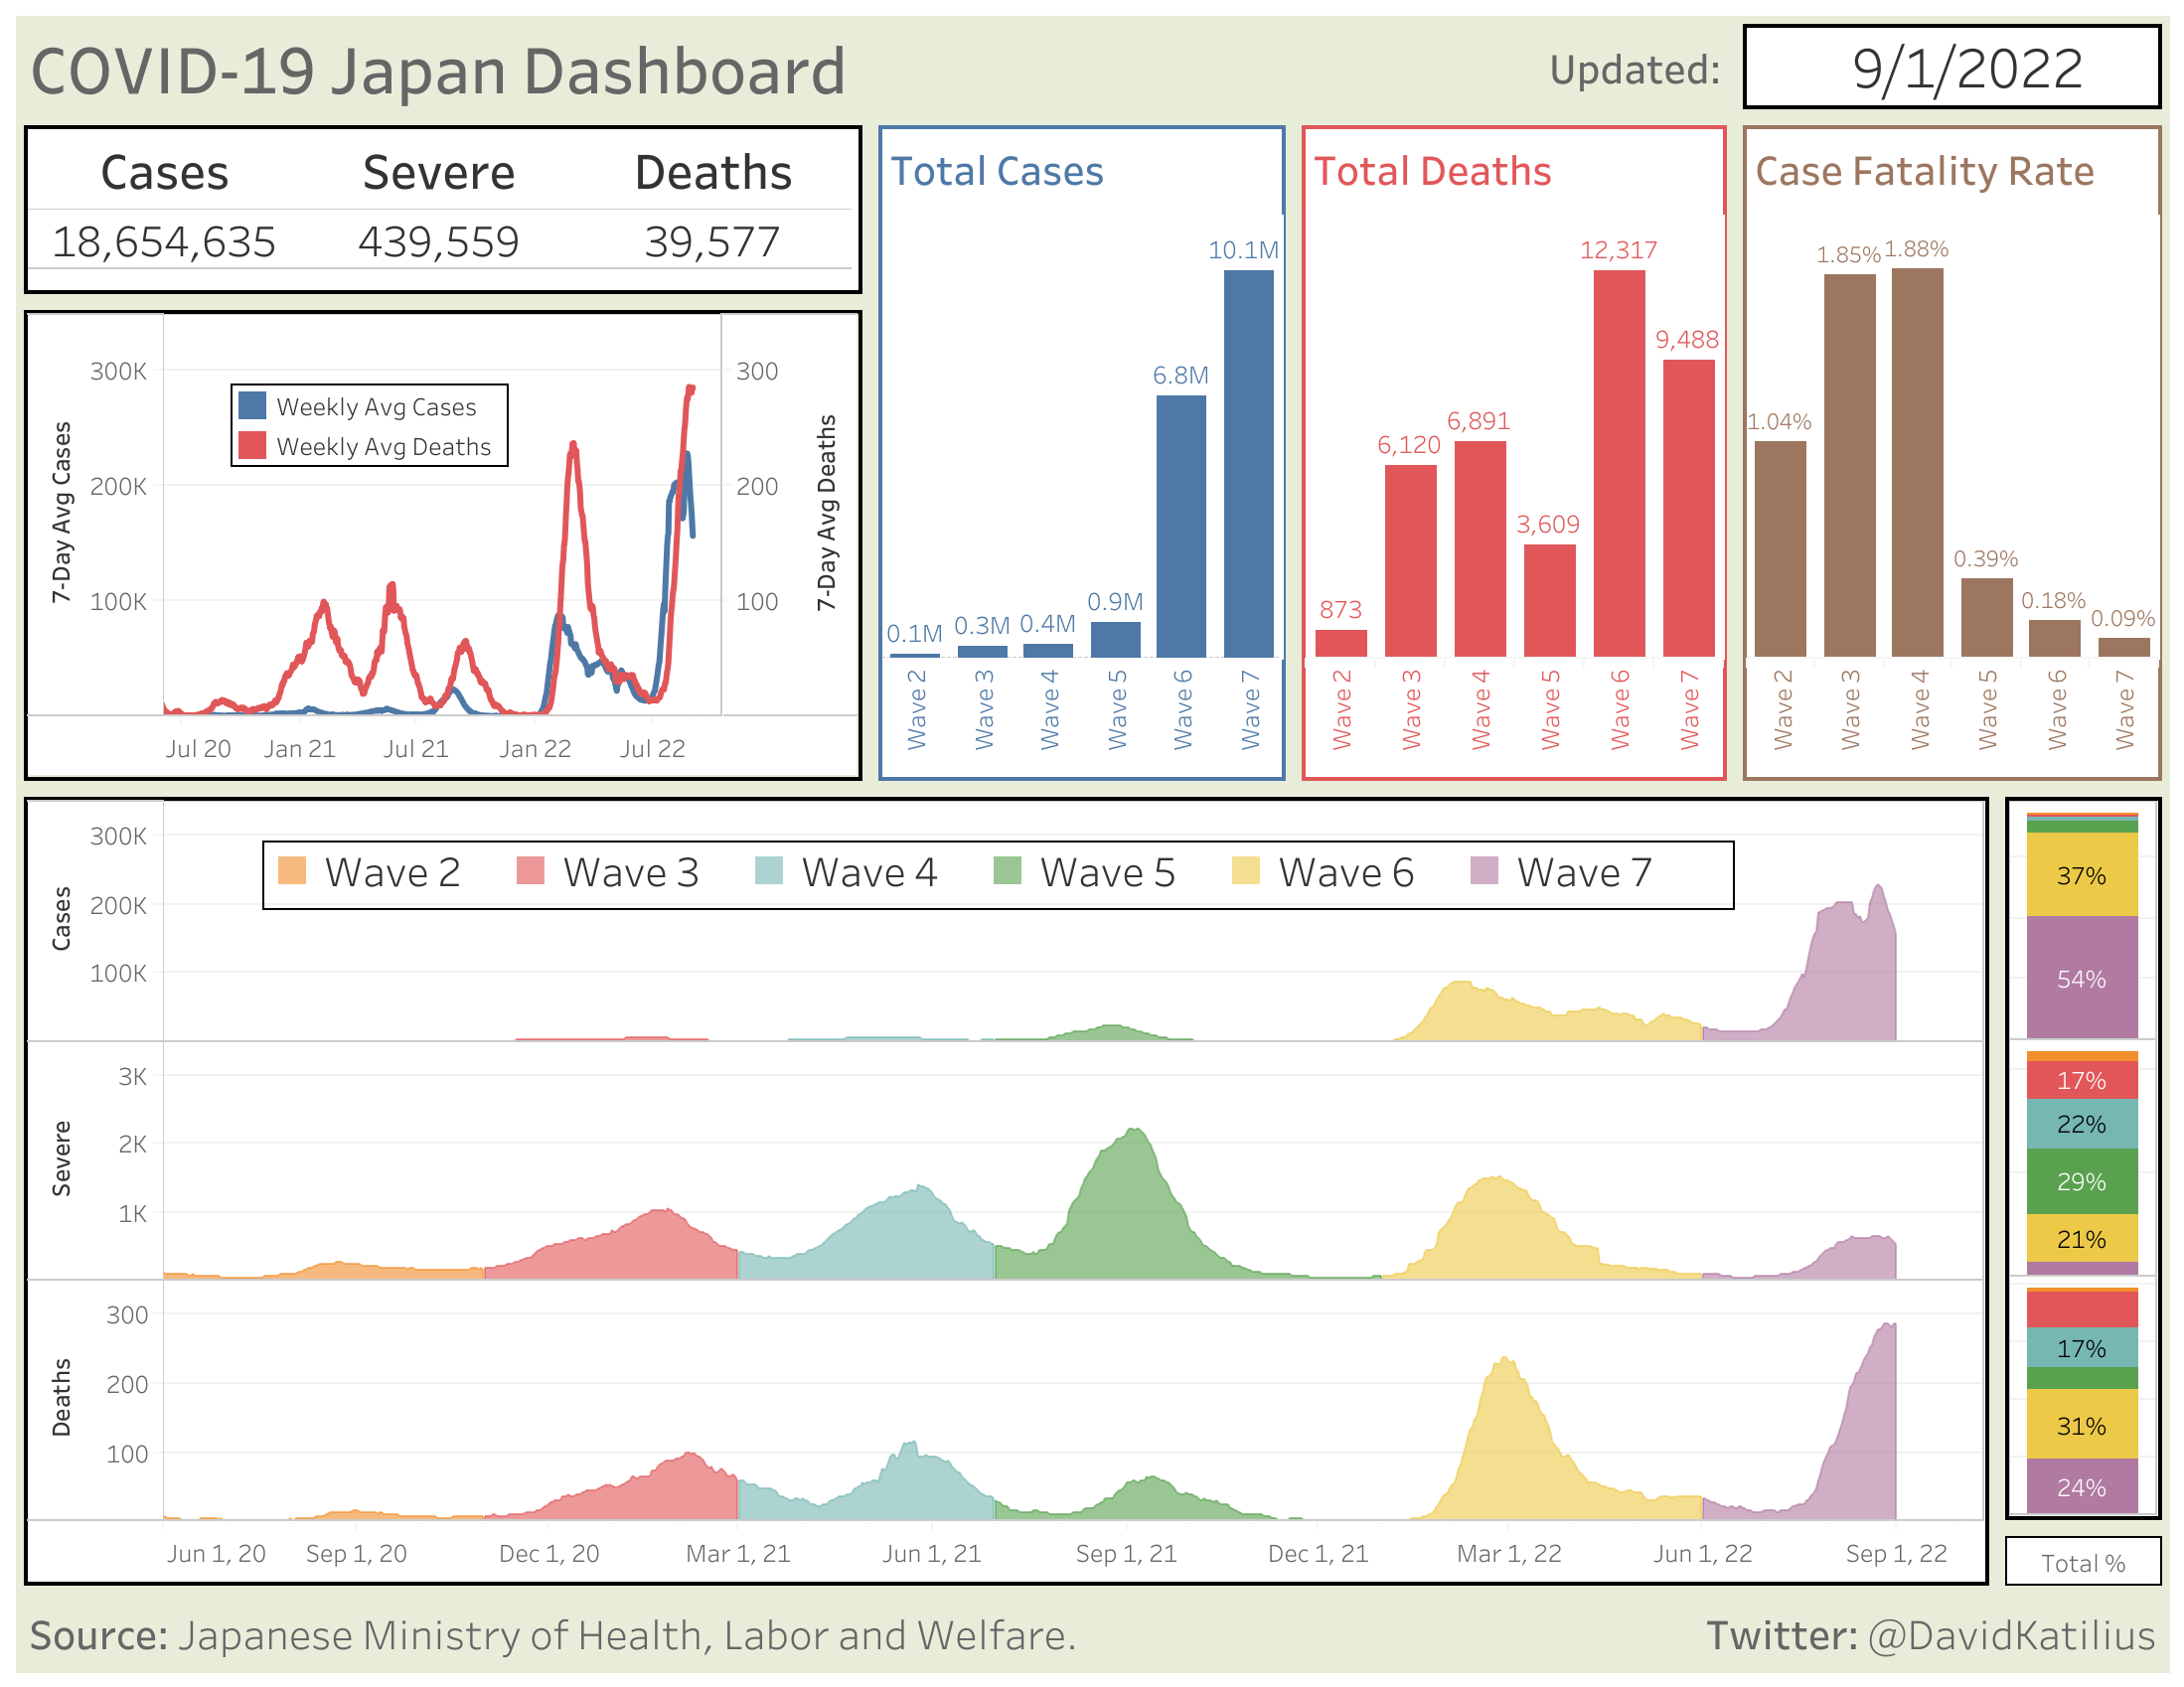 COVID-19 Japan Dashboard
Updated:
9/1/2022
Cases Severe Deaths
18,654,635 439,559 39,577
300K
200K
100K
7-Day Avg Cases
Weekly Avg Cases
Weekly Avg Deaths
300
200
100
7-Day Avg Deaths
Jul 20 Jan 21 Jul 21 Jan 22 Jul 22
Total Cases
0.1M 0.3M 0.4M 0.9M 6.8M 10.1M
Wave 2 Wave 3 Wave 4 Wave 5 Wave 6 Wave 7
Total Deaths
873 6,120 6,891 3,609 12,317 9,488
Wave 2 Wave 3 Wave 4 Wave 5 Wave 6 Wave 7
Case Fatality Rate
1.04% 1.85% 1.88% 0.39% 0.18% 0.09%
Wave 2 Wave 3 Wave 4 Wave 5 Wave 6 Wave 7
Wave 2 Wave 3 Wave 4 Wave 5 Wave 6 Wave 7
Cases
300K
200K
100K
Severe
3K
2K
1K
Deaths
300
200
100
Jun 1, 20 Sep 1, 20 Dec 1, 20 Mar 1, 21 Jun 1, 21 Sep 1, 21 Dec 1, 21 Mar 1, 22 Jun 1, 22 Sep 1, 22
37%
54%
17%
22%
29%
21%
17%
31%
24%
Total %
Source: Japanese Ministry of Health, Labor and Welfare.
Twitter: @DavidKatilius